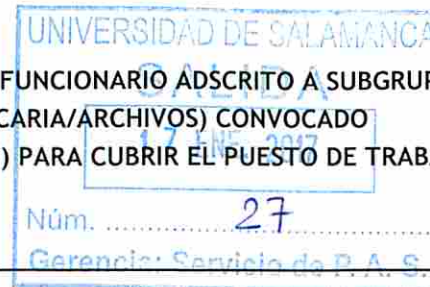 UNIVERSIDAD DE SALAMANCA
FUNCIONARIO ADSCRITO A SUBGRUP
SALIDA
CARIA/ARCHIVOS) CONVOCADO
17 ENE. 2017
) PARA CUBRIR EL PUESTO DE TRABA
Núm. 27
Gerencia: Servicio de P. A. S.